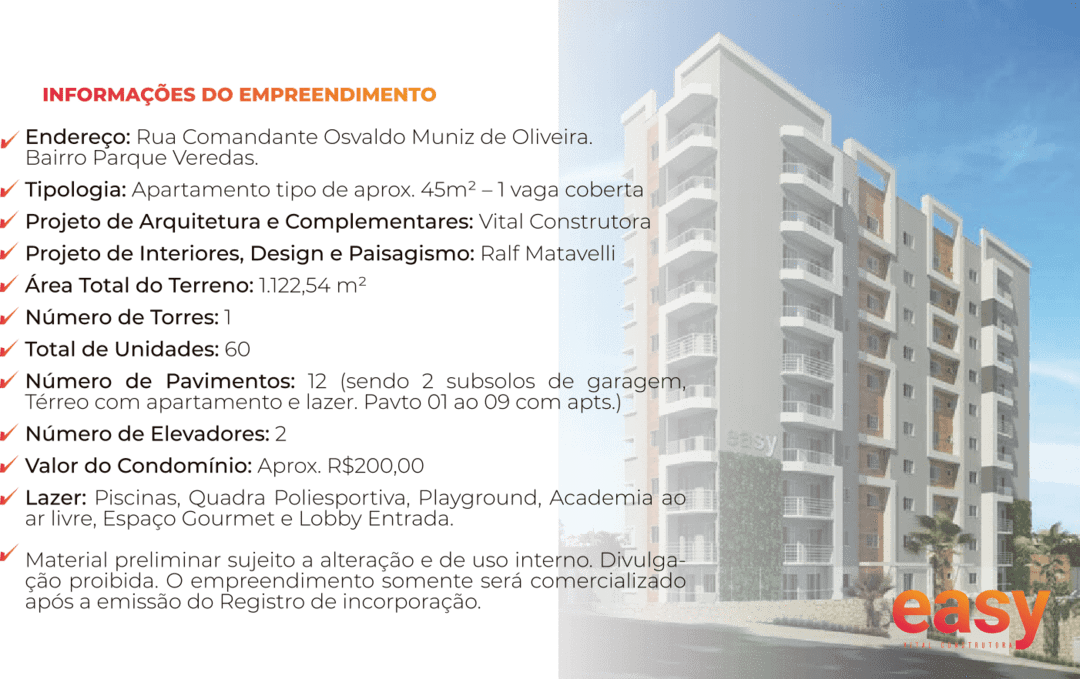 INFORMAÇÕES DO EMPREENDIMENTO
Endereço: Rua Comandante Osvaldo Muniz de Oliveira.
Bairro Parque Veredas.
Tipologia: Apartamento tipo de aprox. 45m² – 1 vaga coberta
Projeto de Arquitetura e Complementares: Vital Construtora
Projeto de Interiores, Design e Paisagismo: Ralf Matavelli
Área Total do Terreno: 1.122,54 m²
Número de Torres: 1
Total de Unidades: 60
Número de Pavimentos: 12 (sendo 2 subsolos de garagem,
Térreo com apartamento e lazer. Pavto 01 ao 09 com apts.)
Número de Elevadores: 2
Valor do Condomínio: Aprox. R$200,00
Lazer: Piscinas, Quadra Poliesportiva, Playground, Academia ao
ar livre, Espaço Gourmet e Lobby Entrada.
Material preliminar sujeito a alteração e de uso interno. Divulga-
ção proibida. O empreendimento somente será comercializado
após a emissão do Registro de incorporação.
easy
easy
VITAL CONSTRUTORA